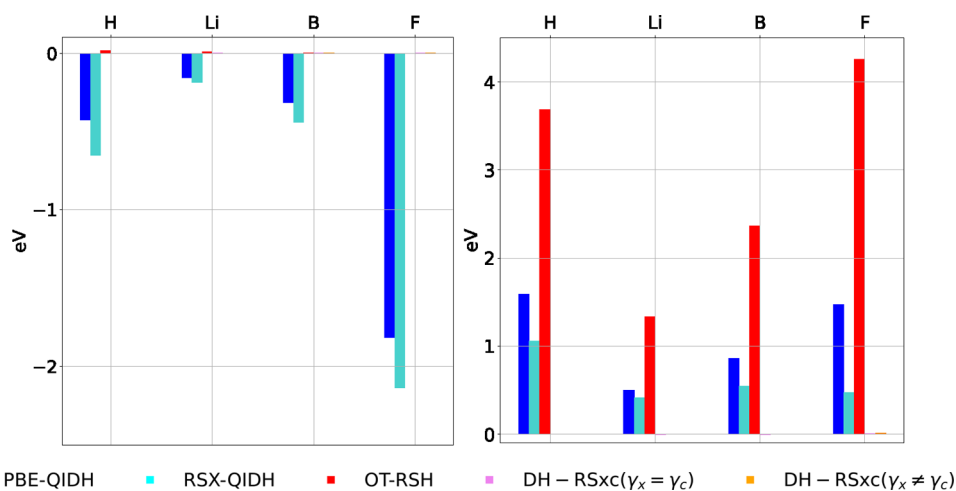 H Li B F
0
−1
−2
eV
H Li B F
4
3
2
1
0
eV
PBE-QIDH RSX-QIDH OT-RSH DH − RSxc(γx = γc) DH − RSxc(γx ≠ γc)